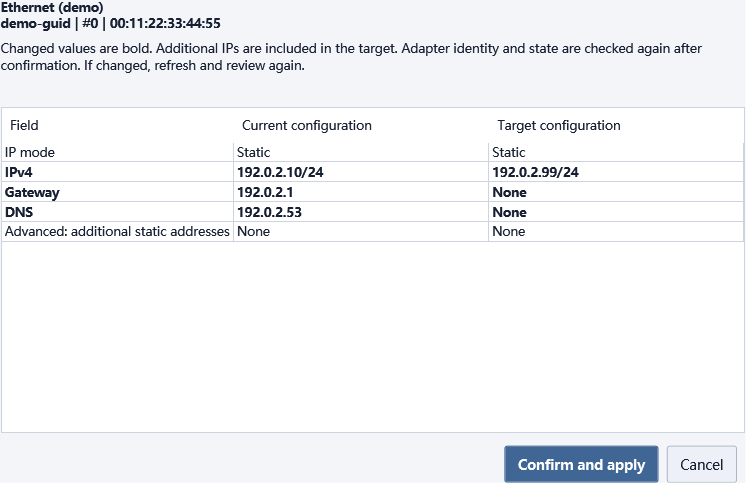 Ethernet (demo)
demo-guid | #0 | 00:11:22:33:44:55
Changed values are bold. Additional IPs are included in the target. Adapter identity and state are checked again after
confirmation. If changed, refresh and review again.
Field Current configuration Target configuration
IP mode Static Static
IPv4 192.0.2.10/24 192.0.2.99/24
Gateway 192.0.2.1 None
DNS 192.0.2.53 None
Advanced: additional static addresses None None
Confirm and apply Cancel